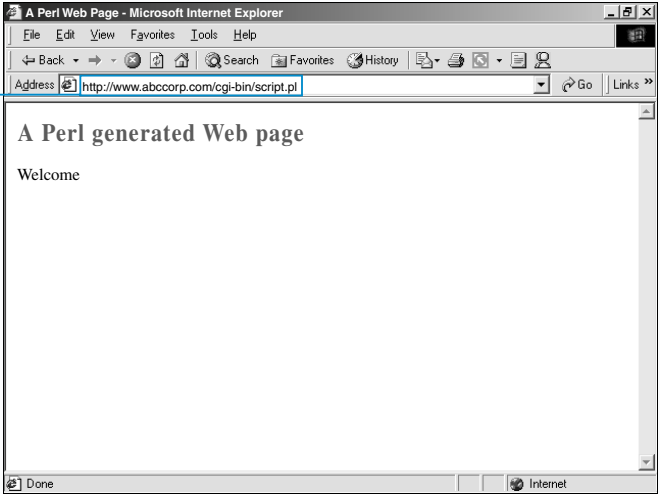 A Perl Web Page - Microsoft Internet Explorer
File Edit View Favorites Tools Help
Back Search Favorites History
Address http://www.abccorp.com/cgi-bin/script.pl Go Links »
A Perl generated Web page
Welcome
Done Internet